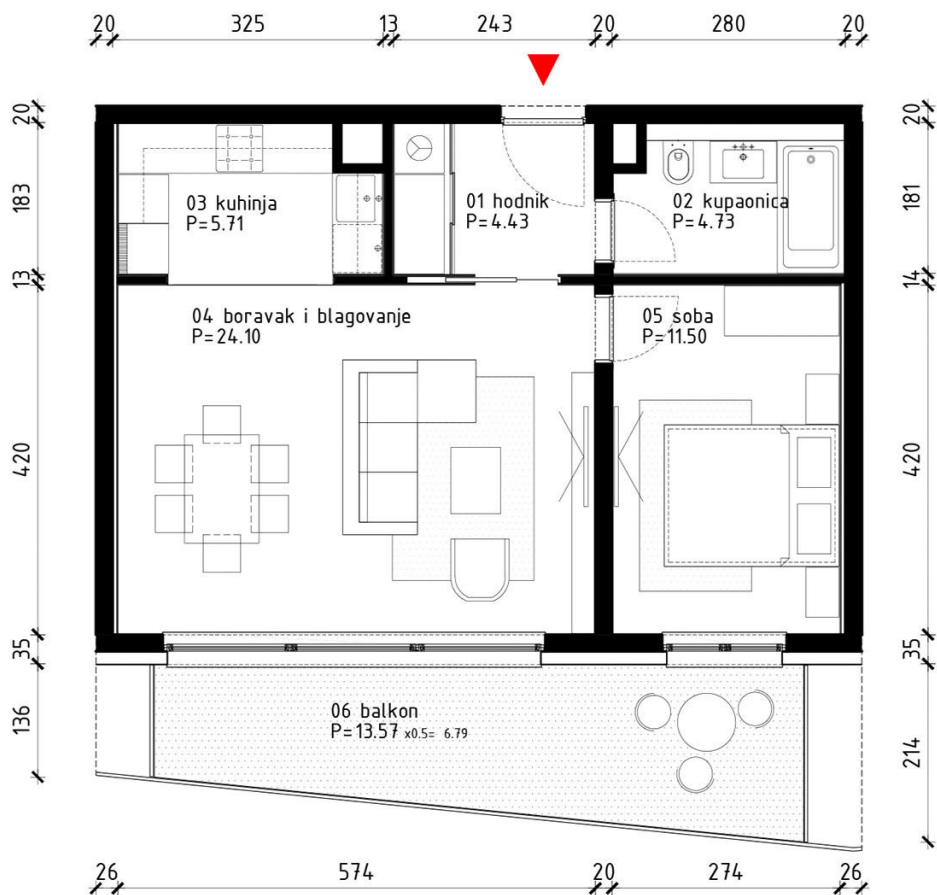 20 325 13 243 20 280 20
20
183
13
420
35
136
20
181
14
420
35
214
03 kuhinja
P=5.71
01 hodnik
P=4.43
02 kupaonica
P=4.73
04 boravak i blagovanje
P=24.10
05 soba
P=11.50
06 balkon
P=13.57 x0.5= 6.79
26 574 20 274 26